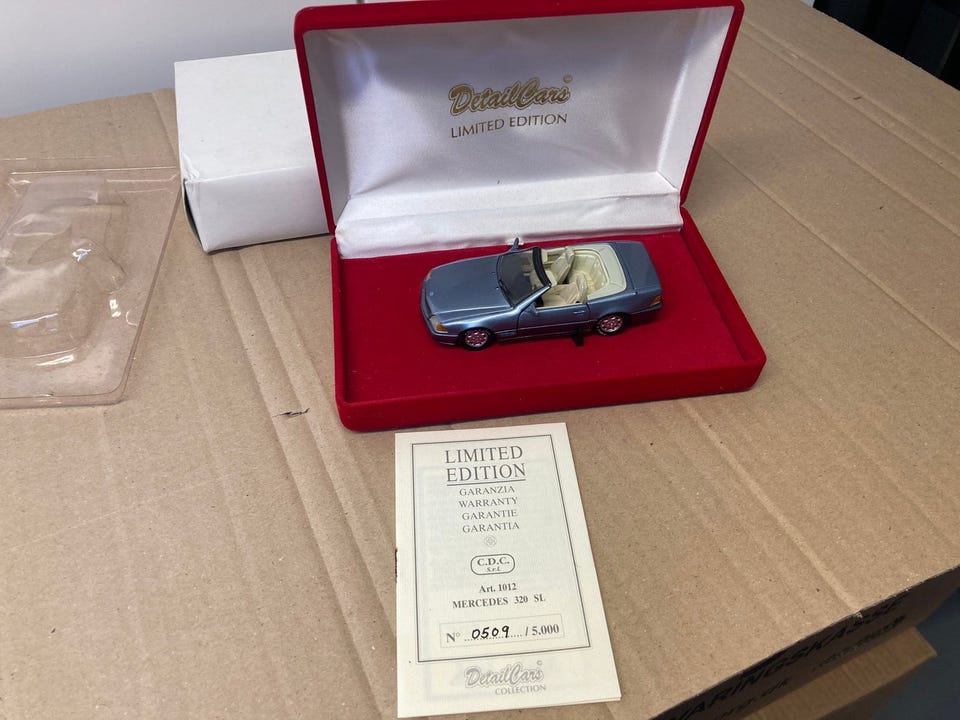 DetailCars©
LIMITED EDITION
LIMITED
EDITION
GARANZIA
WARRANTY
GARANTIE
GARANTIA
C.D.C.
S.r.l.
Art. 1012
MERCEDES 320 SL
N° 0509 / 5.000
DetailCars
COLLECTION